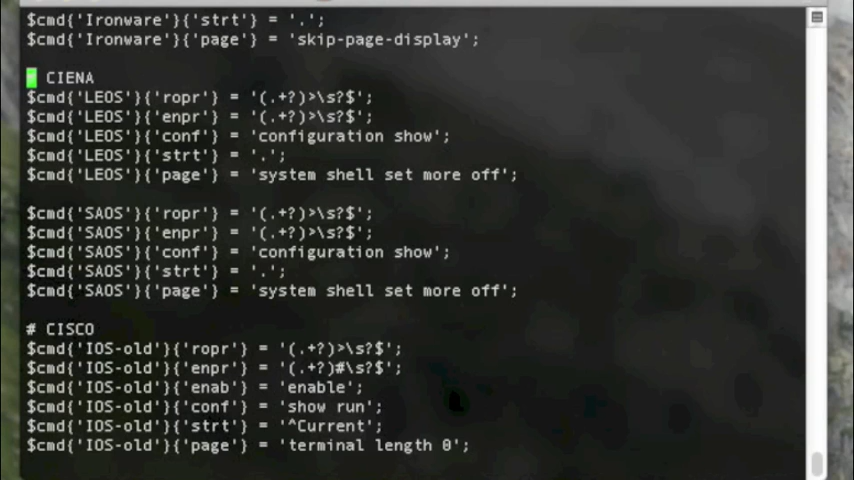 $cmd{'Ironware'}{'strt'} = '.';
$cmd{'Ironware'}{'page'} = 'skip-page-display';
# CIENA
$cmd{'LEOS'}{'ropr'} = '(.+?)>\s?$';
$cmd{'LEOS'}{'enpr'} = '(.+?)>\s?$';
$cmd{'LEOS'}{'conf'} = 'configuration show';
$cmd{'LEOS'}{'strt'} = '.';
$cmd{'LEOS'}{'page'} = 'system shell set more off';
$cmd{'SAOS'}{'ropr'} = '(.+?)>\s?$';
$cmd{'SAOS'}{'enpr'} = '(.+?)>\s?$';
$cmd{'SAOS'}{'conf'} = 'configuration show';
$cmd{'SAOS'}{'strt'} = '.';
$cmd{'SAOS'}{'page'} = 'system shell set more off';
# CISCO
$cmd{'IOS-old'}{'ropr'} = '(.+?)>\s?$';
$cmd{'IOS-old'}{'enpr'} = '(.+?)#\s?$';
$cmd{'IOS-old'}{'enab'} = 'enable';
$cmd{'IOS-old'}{'conf'} = 'show run';
$cmd{'IOS-old'}{'strt'} = '^Current';
$cmd{'IOS-old'}{'page'} = 'terminal length 0';